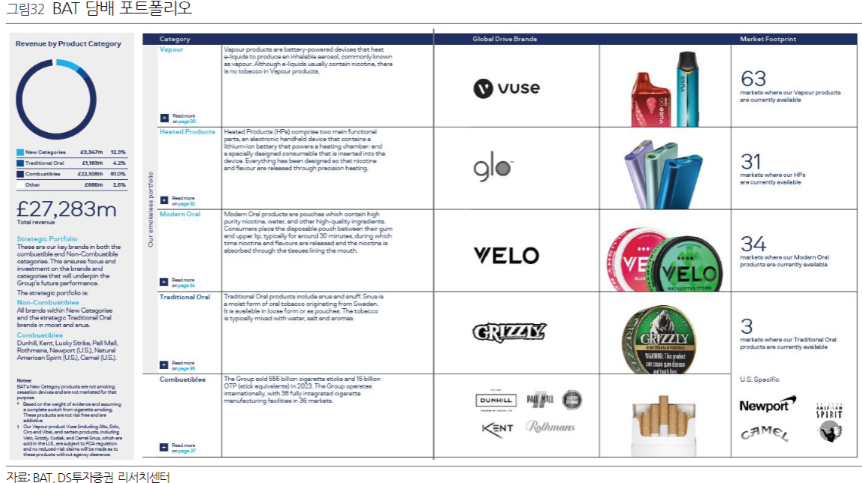 그림32 BAT 담배 포트폴리오
Revenue by Product Category
New Categories £3,347m 12.3%
Traditional Oral £1,163m 4.2%
Combustibles £22,108m 81.0%
Other 2.5%
£27,283m
Total revenue
Strategic Portfolio
These are our key brands in both the
combustible and Non-Combustible
categories. This ensures focus and
investment on the brands and
categories that will underpin the
Group's future performance.
The strategic portfolio is:
Non-Combustibles
All brands within New Categories
and the strategic Traditional Oral
brands in moist and snus.
Combustibles
Dunhill, Kent, Lucky Strike, Pall Mall,
Rothmans, Newport (U.S.), Natural
American Spirit (U.S.), Camel (U.S.).
Notes:
BAT's New Category products are not smoking
cessation devices and are not marketed for that
purpose.
* Based on the weight of evidence and assuming
a complete switch from cigarette smoking.
These products are not risk free and are
addictive.
† Our Vapour product Vuse (including Alto, Solo,
Ciro and Vibe), and certain products, including
Velo, Grizzly, Kodiak, and Camel Snus, which are
sold in the U.S., are subject to FDA regulation
and no reduced-risk claims will be made as to
these products without agency clearance.
Category
Global Drive Brands
Market Footprint
Our smokeless portfolio
Vapour
Vapour products are battery-powered devices that heat
e-liquids to produce an inhalable aerosol, commonly known
as vapour. Although e-liquids usually contain nicotine, there
is no tobacco in Vapour products.
Read more
on page
VUSE
vuse
63
markets where our Vapour products
are currently available
Heated Products
Heated Products (HPs) comprise two main functional
parts; an electronic handheld device that contains a
lithium-ion battery that powers a heating chamber; and
a specially designed consumable that is inserted into the
device. Everything has been designed so that nicotine
and flavour are released through precision heating.
Read more
on page
glo™
31
markets where our HPs
are currently available
Modern Oral
Modern Oral products are pouches which contain high
purity nicotine, water, and other high-quality ingredients.
Consumers place the disposable pouch between their gum
and upper lip, typically for around 30 minutes, during which
time nicotine and flavours are released and the nicotine is
absorbed through the tissues lining the mouth.
Read more
on page
VELO
VE
VELO
34
markets where our Modern Oral
products are currently available
Traditional Oral
Traditional Oral products include snus and snuff. Snus is
a moist form of oral tobacco originating from Sweden.
It is available in loose form or as pouches. The tobacco
is typically mixed with water, salt and aromas.
Read more
on page
GRIZZLY
GRIZZLY
WARNING: This product
can cause gum disease
and tooth loss
3
markets where our Traditional Oral
products are currently available
Combustibles
The Group sold 555 billion cigarette sticks and 15 billion
OTP (stick equivalents) in 2023. The Group operates
internationally, with 36 fully integrated cigarette
manufacturing facilities in 36 markets.
Read more
on page
DUNHILL
PALL MALL
KENT
Rothmans
U.S. Specific
Newport
AMERICAN
SPIRIT
CAMEL
자료: BAT, DS투자증권 리서치센터